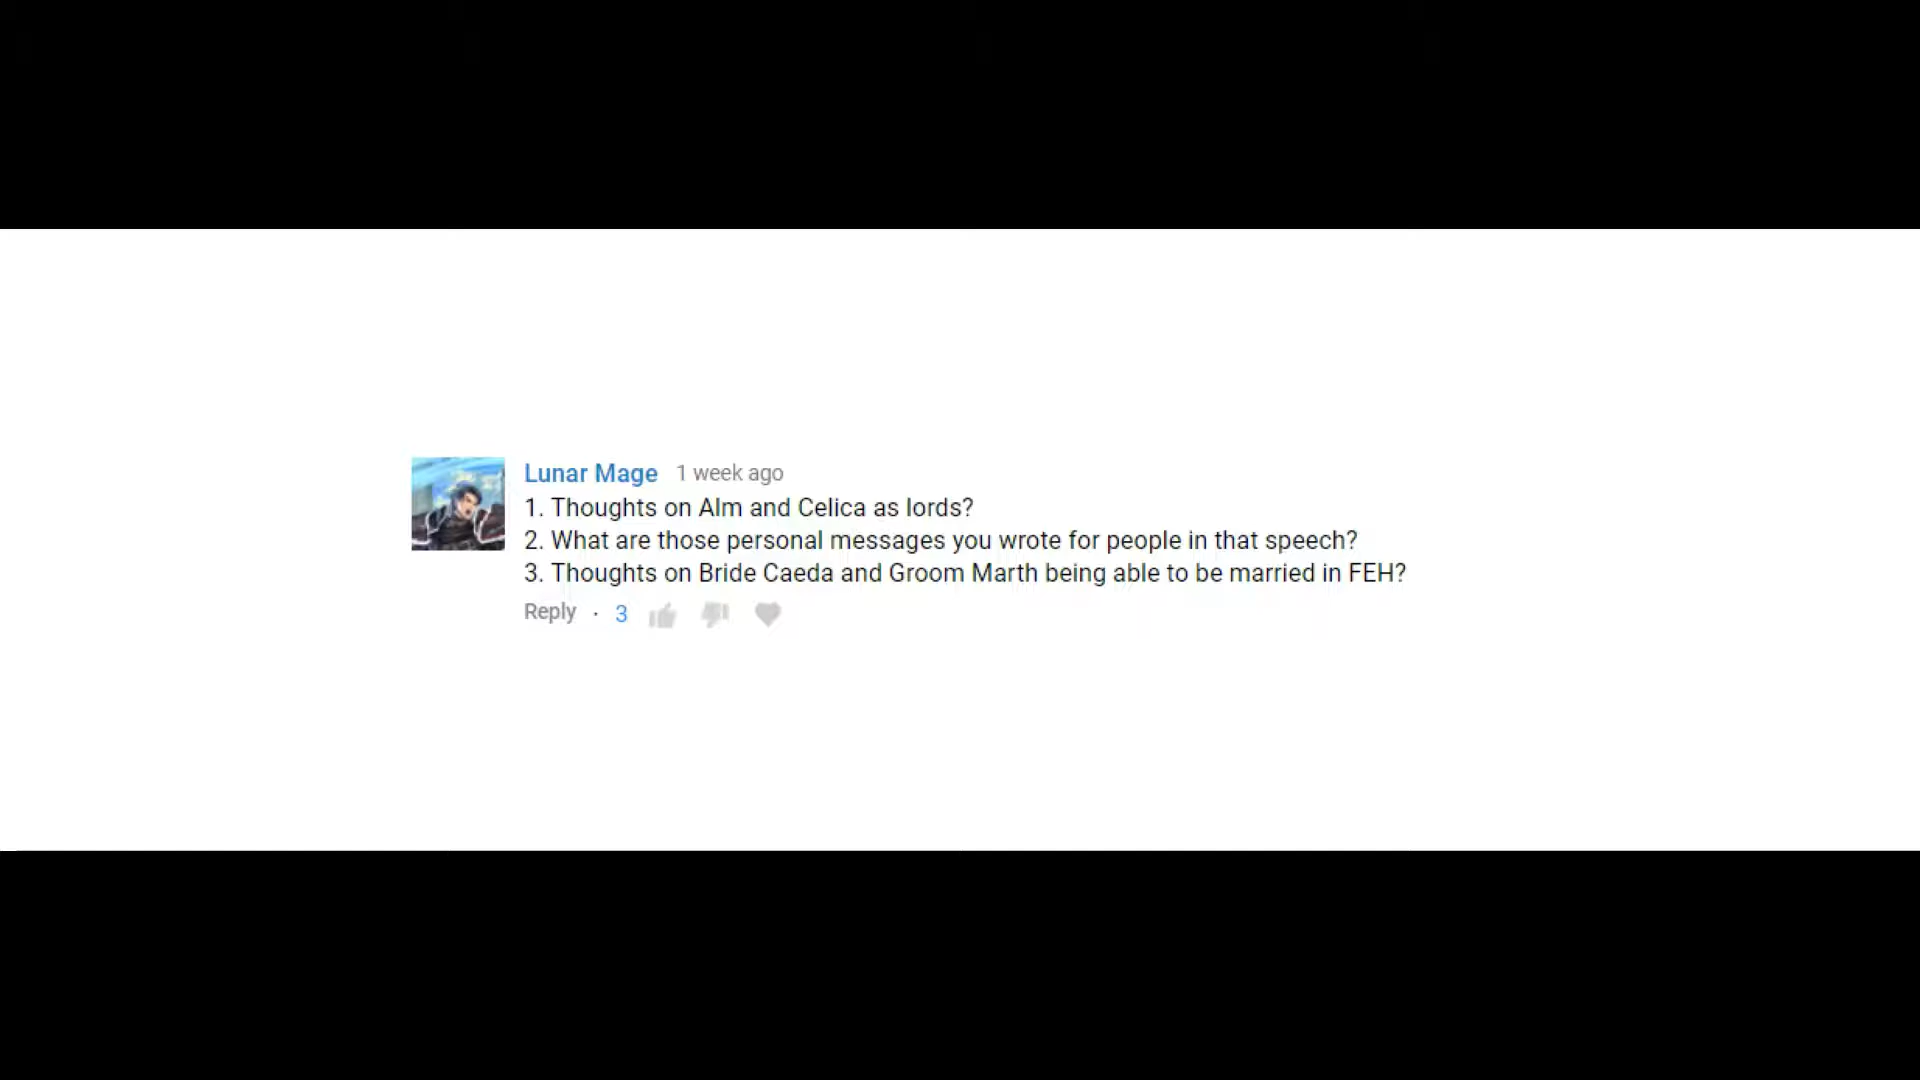 Lunar Mage 1 week ago
1. Thoughts on Alm and Celica as lords?
2. What are those personal messages you wrote for people in that speech?
3. Thoughts on Bride Caeda and Groom Marth being able to be married in FEH?
Reply · 3